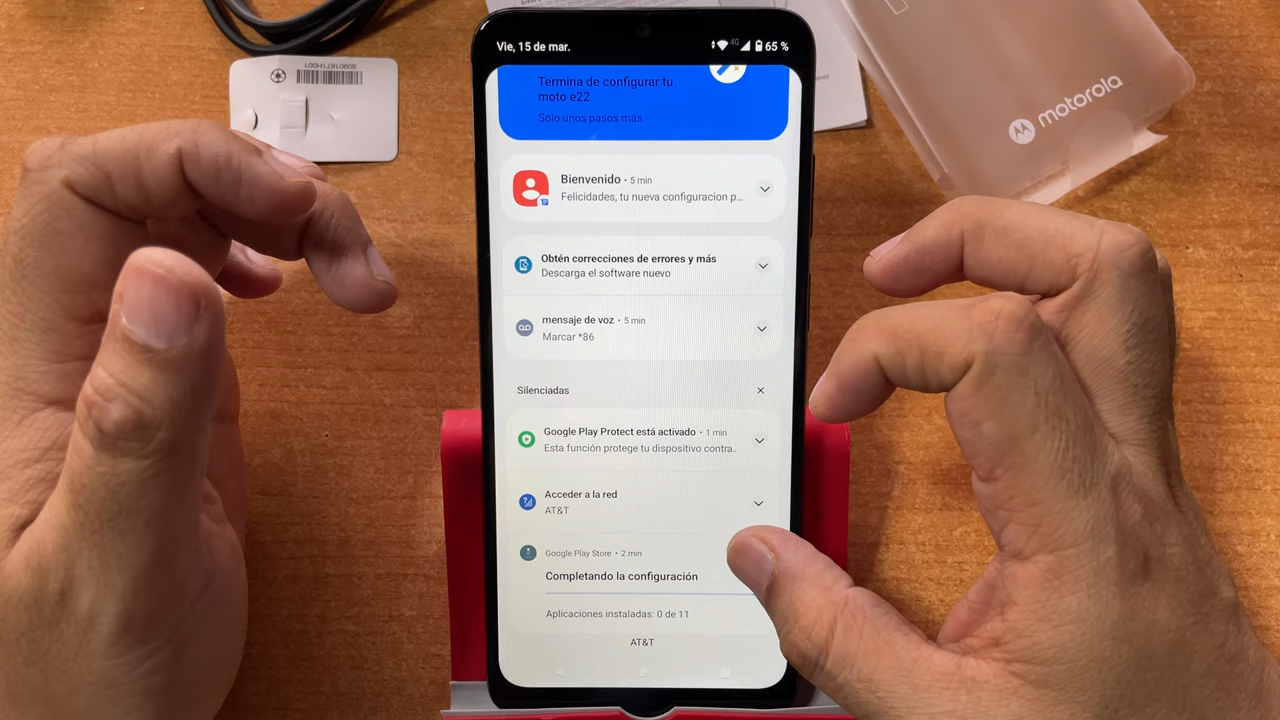 Vie, 15 de mar.
4G
65 %
Termina de configurar tu
moto e22
Solo unos pasos más
Bienvenido • 5 min
Felicidades, tu nueva configuracion p...
Obtén correcciones de errores y más
Descarga el software nuevo
mensaje de voz • 5 min
Marcar *86
Silenciadas
Google Play Protect está activado • 1 min
Esta función protege tu dispositivo contra..
Acceder a la red
AT&T
Google Play Store • 2 min
Completando la configuración
Aplicaciones instaladas: 0 de 11
AT&T
motorola